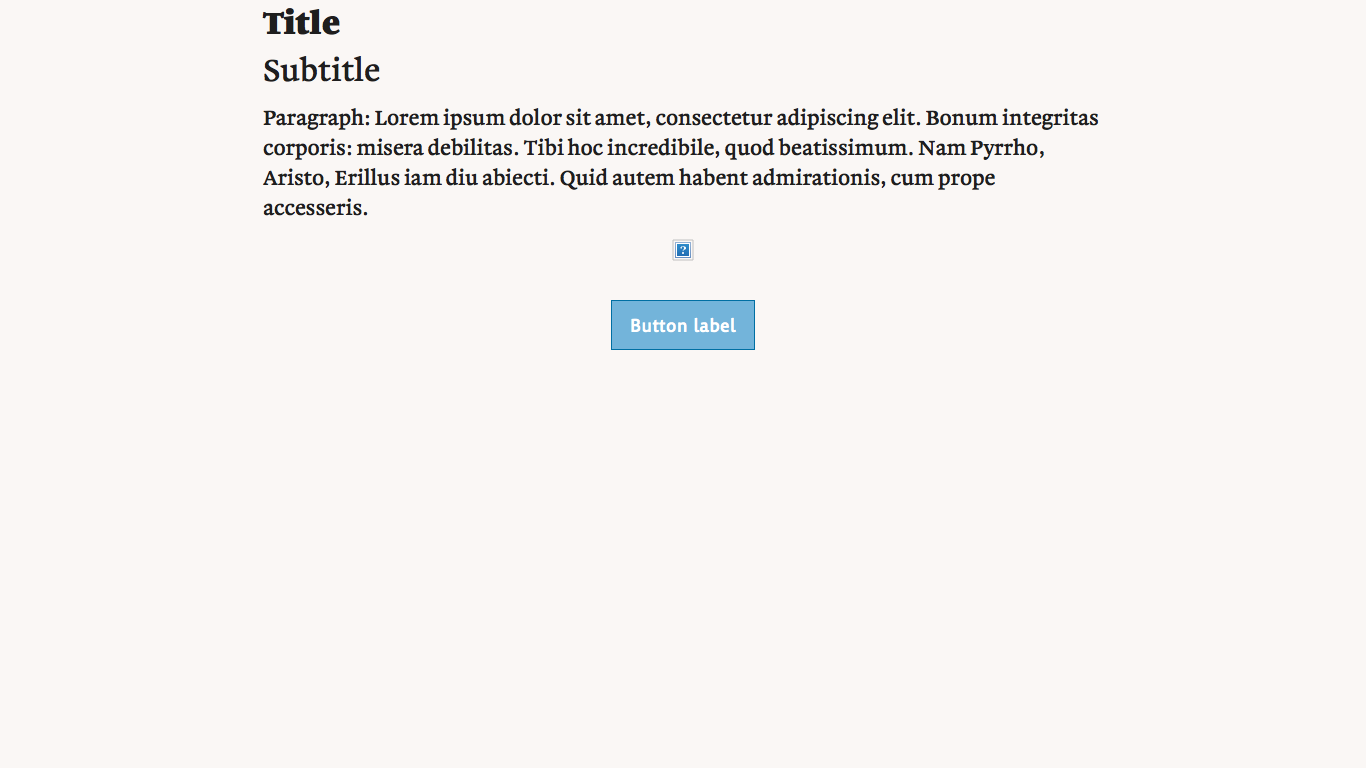 Title
Subtitle
Paragraph: Lorem ipsum dolor sit amet, consectetur adipiscing elit. Bonum integritas
corporis: misera debilitas. Tibi hoc incredibile, quod beatissimum. Nam Pyrrho,
Aristo, Erillus iam diu abiecti. Quid autem habent admirationis, cum prope
accesseris.
?
Button label